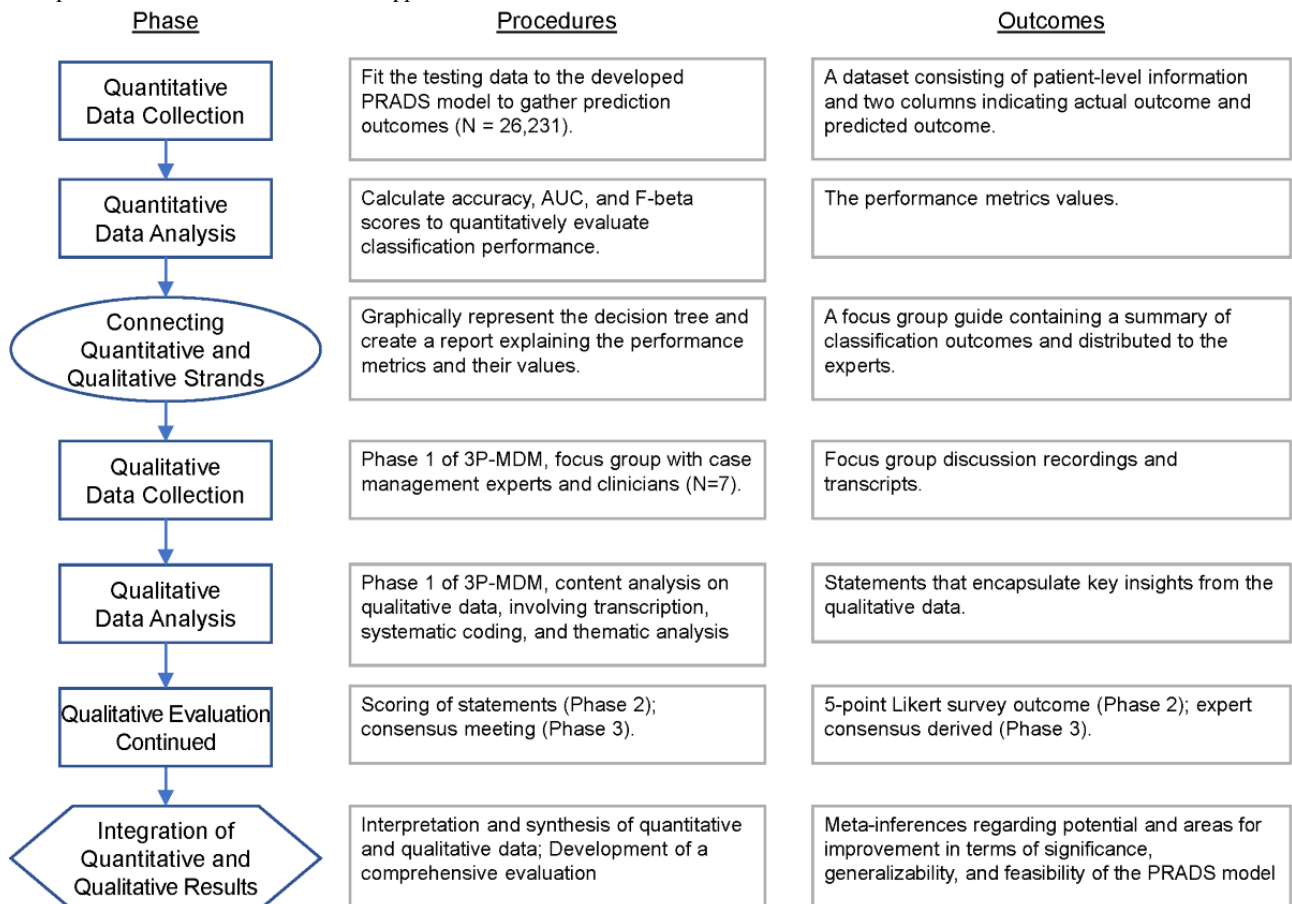 Phase
Procedures
Outcomes
Quantitative
Data Collection
Fit the testing data to the developed
PRADS model to gather prediction
outcomes (N = 26,231).
A dataset consisting of patient-level information
and two columns indicating actual outcome and
predicted outcome.
Quantitative
Data Analysis
Calculate accuracy, AUC, and F-beta
scores to quantitatively evaluate
classification performance.
The performance metrics values.
Connecting
Quantitative and
Qualitative Strands
Graphically represent the decision tree and
create a report explaining the performance
metrics and their values.
A focus group guide containing a summary of
classification outcomes and distributed to the
experts.
Qualitative
Data Collection
Phase 1 of 3P-MDM, focus group with case
management experts and clinicians (N=7).
Focus group discussion recordings and
transcripts.
Qualitative
Data Analysis
Phase 1 of 3P-MDM, content analysis on
qualitative data, involving transcription,
systematic coding, and thematic analysis
Statements that encapsulate key insights from the
qualitative data.
Qualitative Evaluation
Continued
Scoring of statements (Phase 2);
consensus meeting (Phase 3).
5-point Likert survey outcome (Phase 2); expert
consensus derived (Phase 3).
Integration of
Quantitative and
Qualitative Results
Interpretation and synthesis of quantitative
and qualitative data; Development of a
comprehensive evaluation
Meta-inferences regarding potential and areas for
improvement in terms of significance,
generalizability, and feasibility of the PRADS model